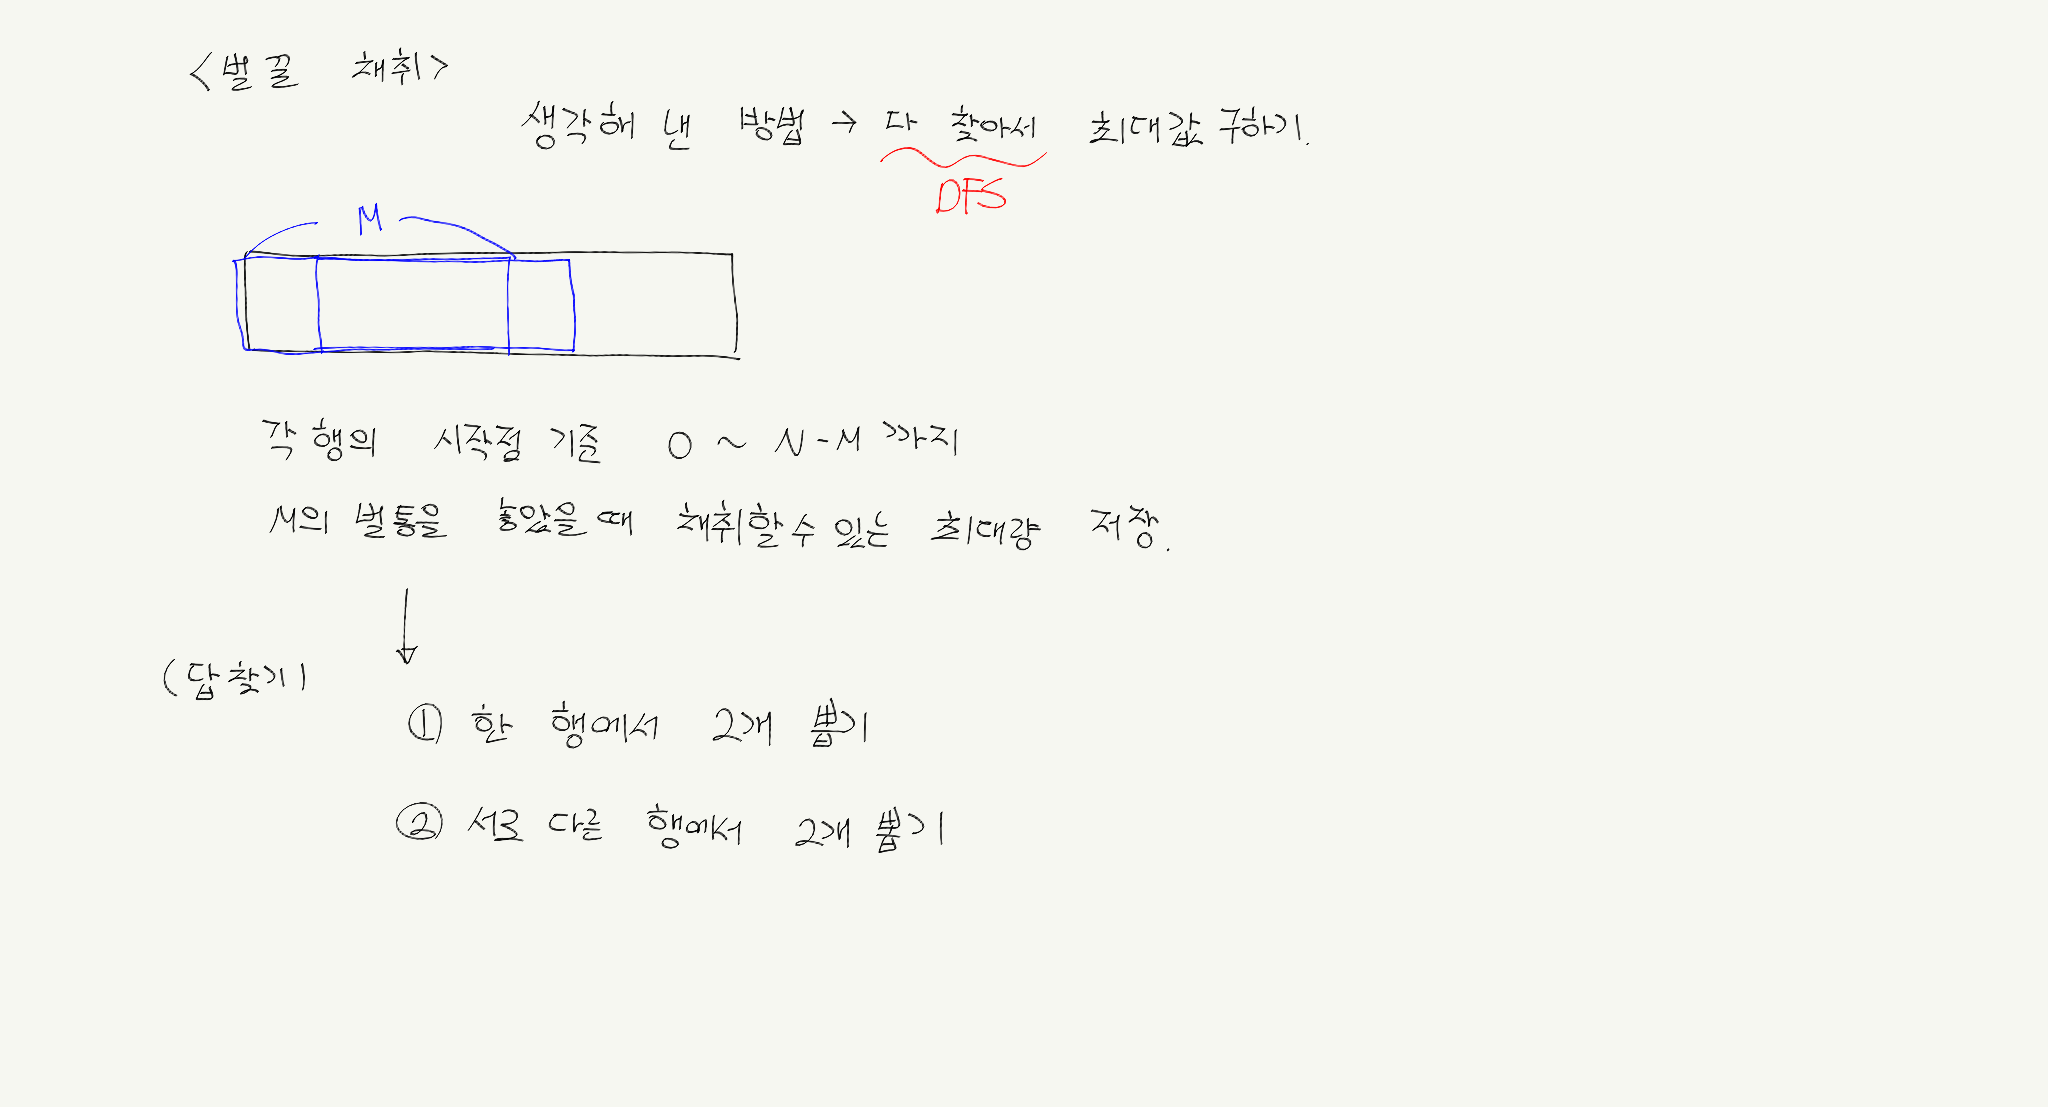 <벌꿀 채취>
생각해 낸 방법 → 다 찾아서 최대값 구하기.
DFS
M
각 행의 시작점 기준 0 ~ N-M 까지
M의 벌통을 놓았을 때 채취할 수 있는 최대량 저장.
↓
(답찾기)
① 한 행에서 2개 뽑기
② 서로 다른 행에서 2개 뽑기